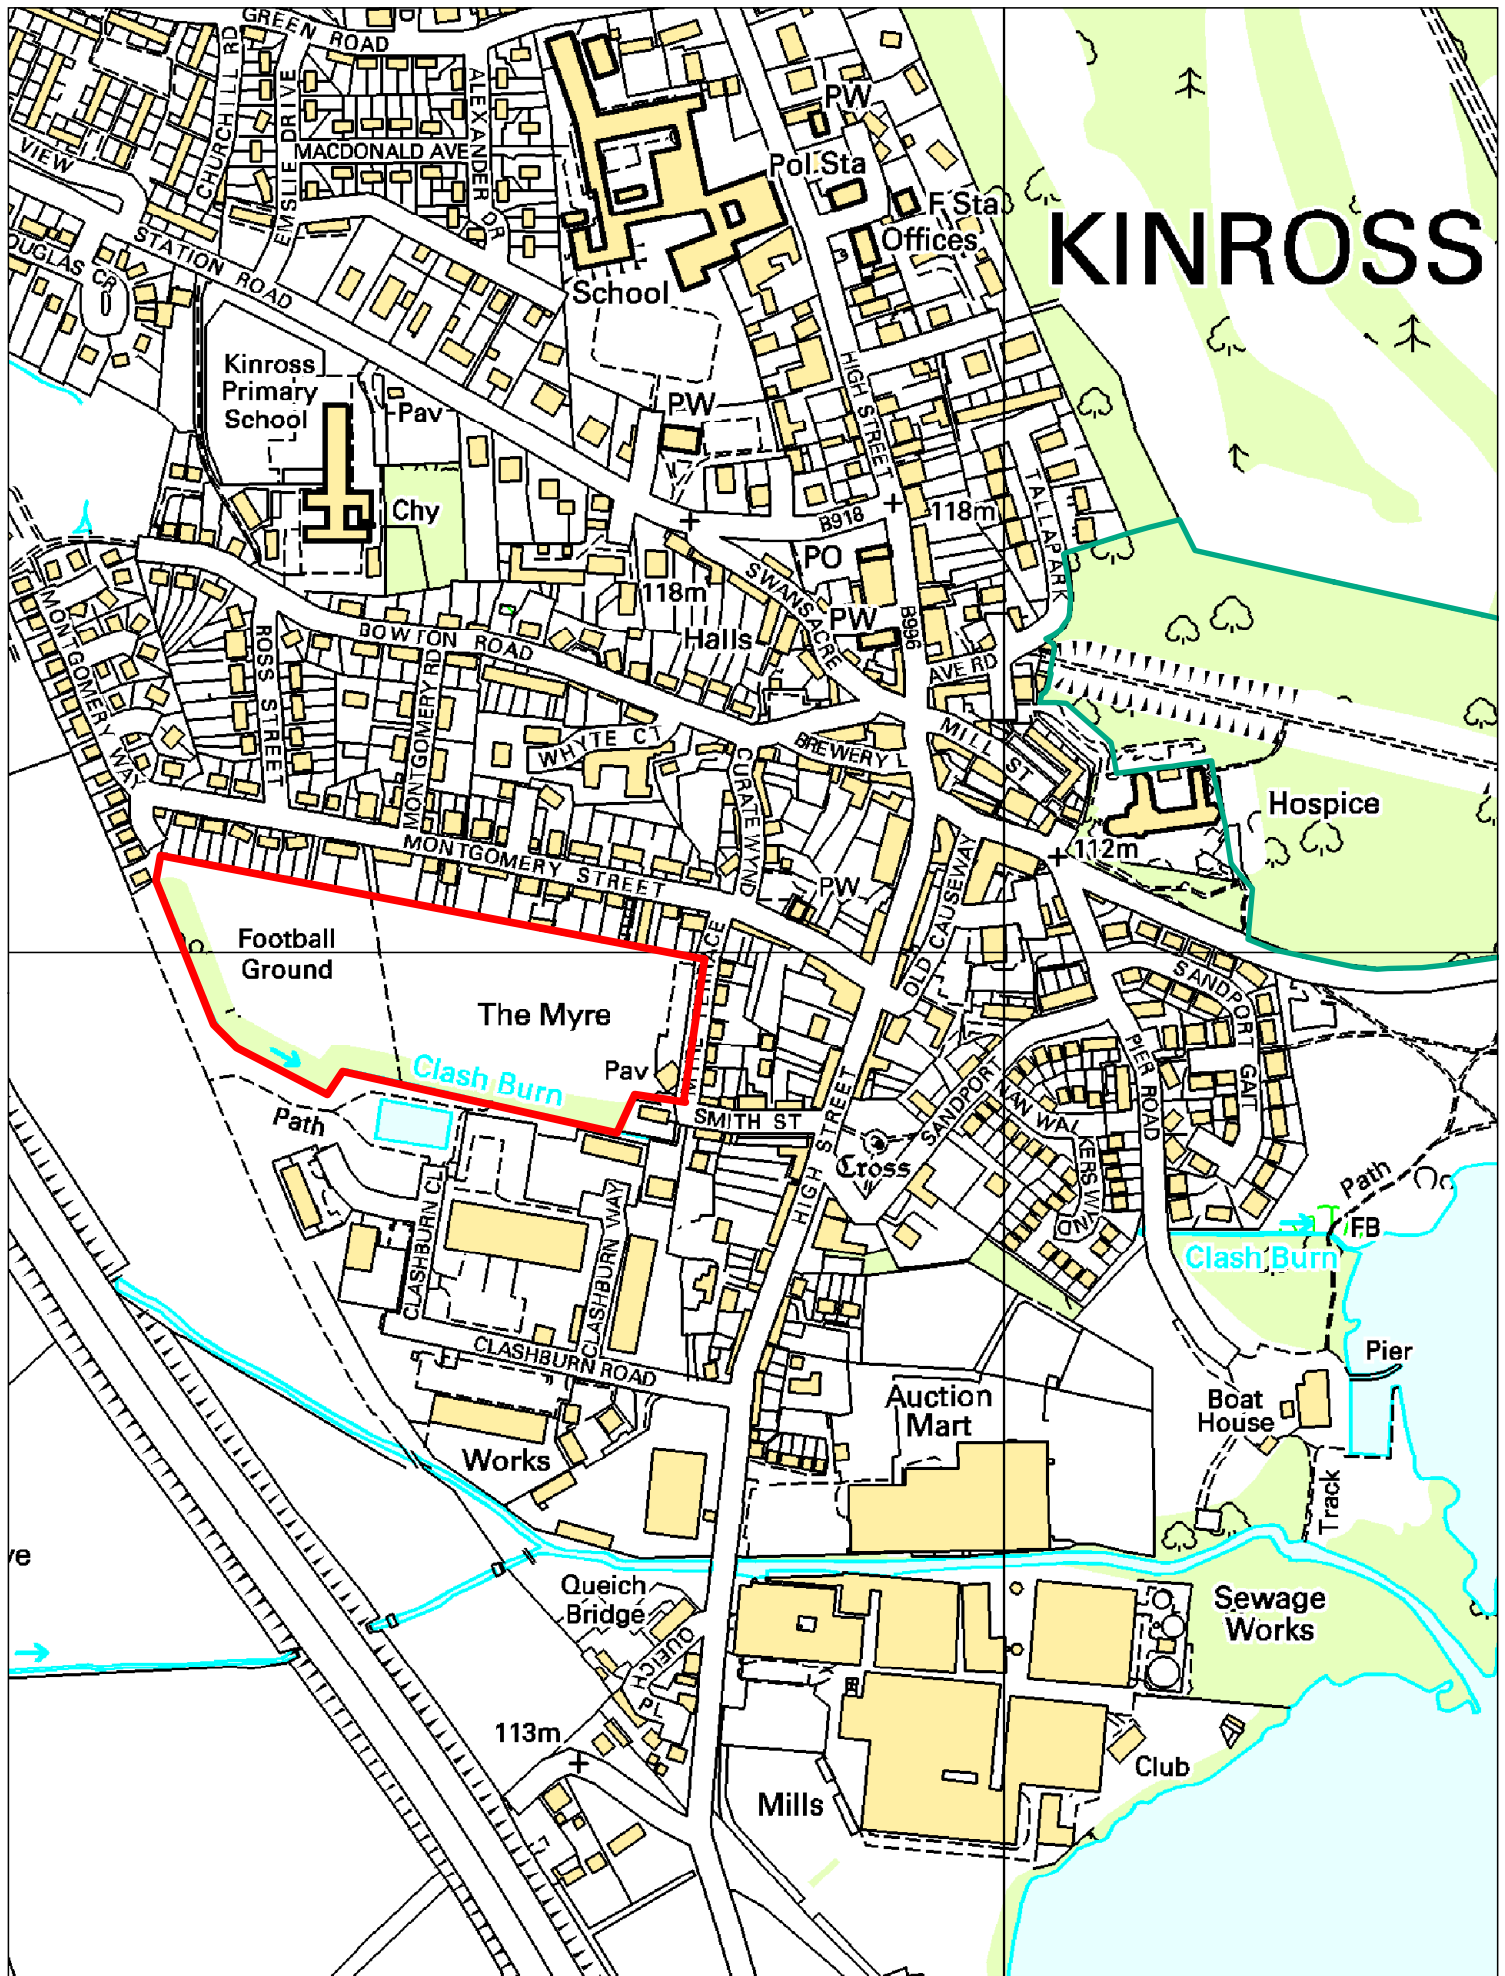 GREEN ROAD
CHURCHILL RD
EMSLIE DRIVE
ALEXANDER DR
MACDONALD AVE
VIEW
STATION ROAD
PW
Pol Sta
F Sta
Offices
KINROSS
School
Kinross
Primary
School
Pav
PW
HIGH STREET
TALLA PARK
Chy
B918
118m
PO
118m
SWANS ACRE
PW
B996
Halls
AVE RD
MONTGOMERY WAY
ROSS STREET
BOWTON ROAD
MONTGOMERY RD
WHYTE CT
CURATE WYND
BREWERY L
MILL ST
Hospice
112m
MONTGOMERY STREET
PW
OLD CAUSEWAY
Football
Ground
The Myre
Pav
Clash Burn
SMITH ST
HIGH STREET
Cross
SANDPORT
KERS WYND
PIER ROAD
SANDPORT GAIT
Path
Path
FB
Clash Burn
CLASHBURN CL
CLASHBURN WAY
CLASHBURN ROAD
Pier
Boat
House
Auction
Mart
Works
Track
Queich
Bridge
QUEICH PL
Sewage
Works
113m
Mills
Club